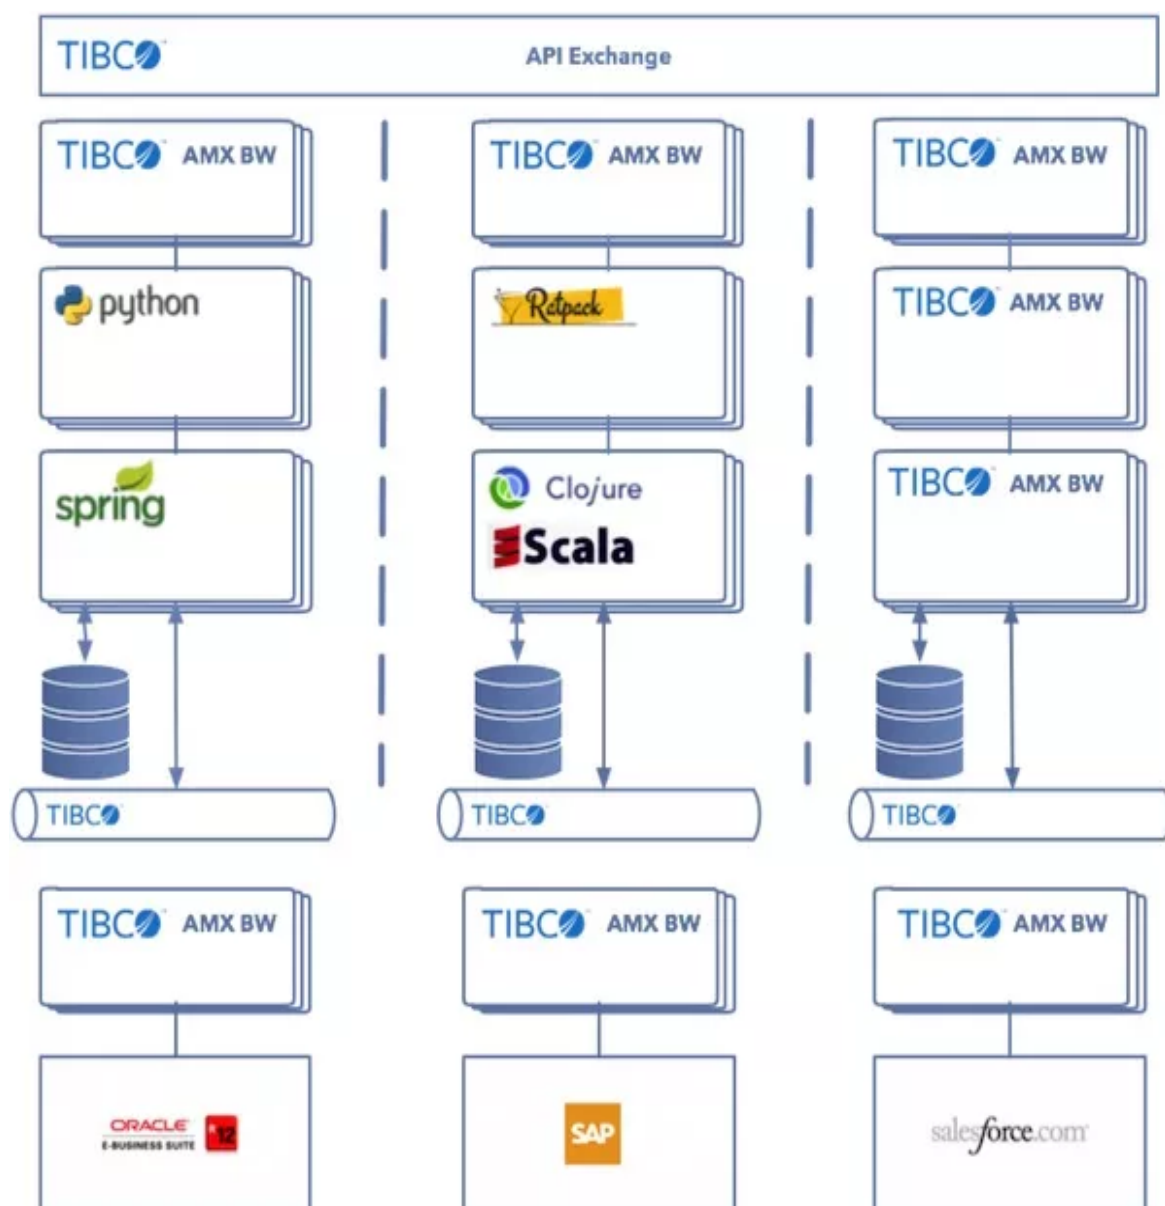 TIBCO API Exchange
TIBCO AMX BW TIBCO AMX BW TIBCO AMX BW
python Ratpack TIBCO AMX BW
spring Clojure TIBCO AMX BW
Scala
TIBCO TIBCO TIBCO
TIBCO AMX BW TIBCO AMX BW TIBCO AMX BW
ORACLE R12 SAP salesforce.com
E-BUSINESS SUITE